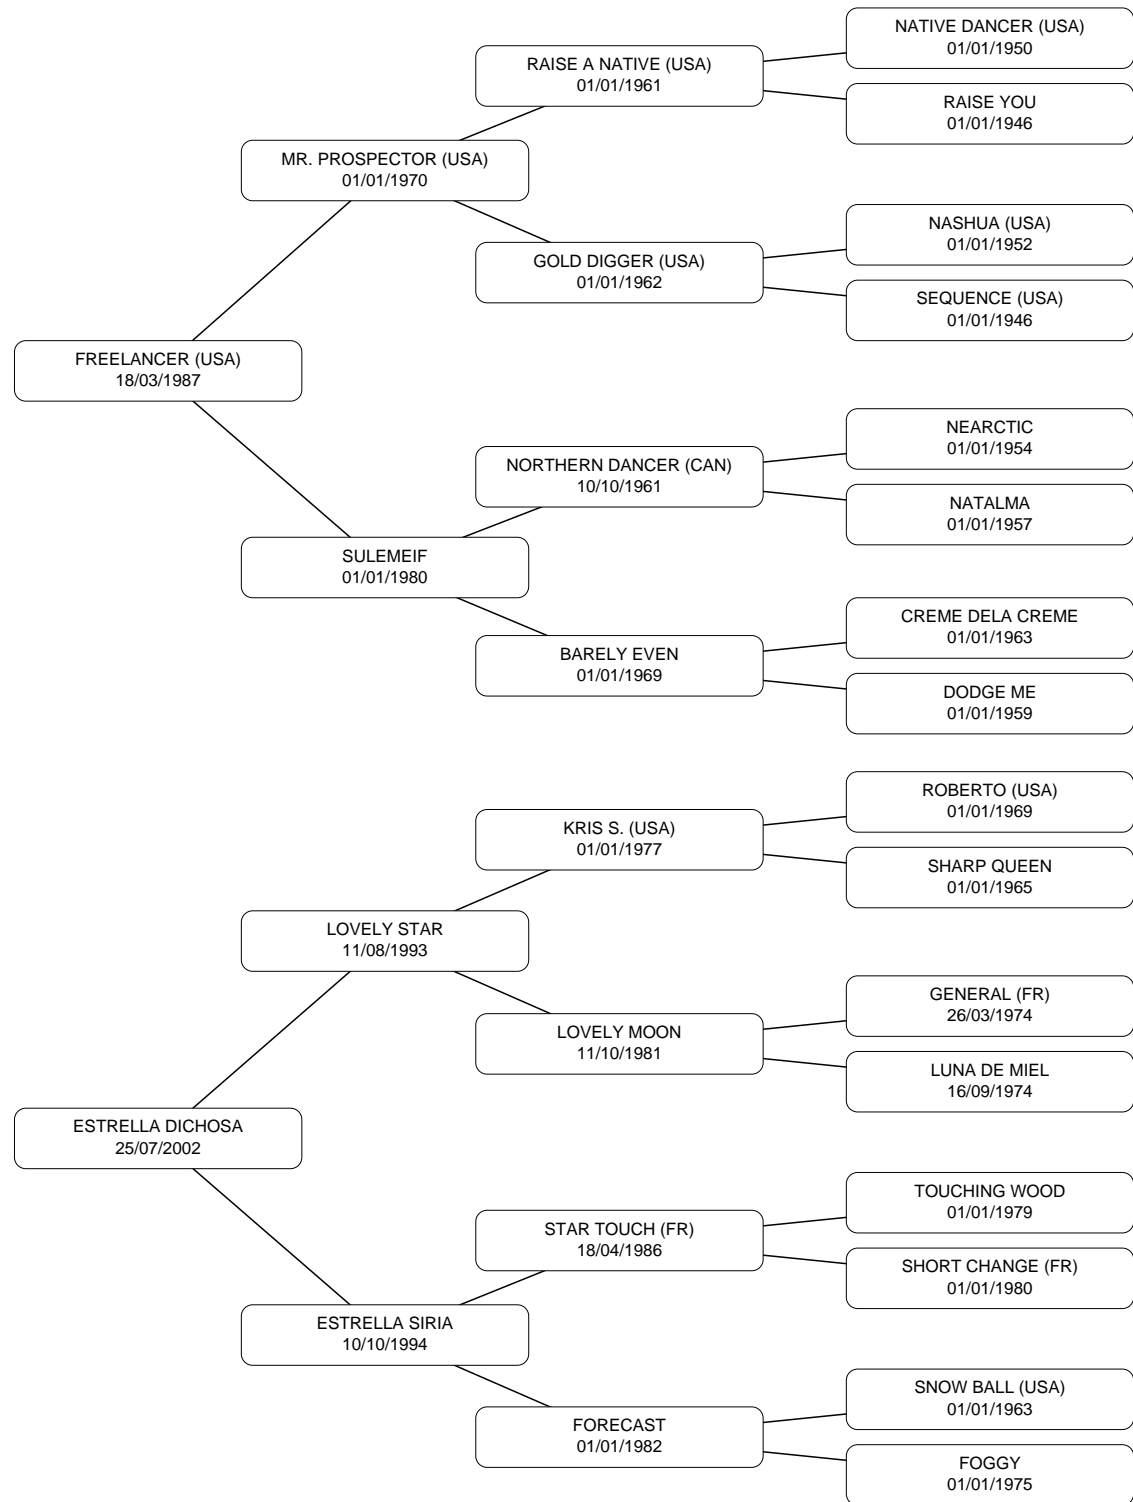 NATIVE DANCER (USA)
01/01/1950
RAISE A NATIVE (USA)
01/01/1961
RAISE YOU
01/01/1946
MR. PROSPECTOR (USA)
01/01/1970
NASHUA (USA)
01/01/1952
GOLD DIGGER (USA)
01/01/1962
SEQUENCE (USA)
01/01/1946
FREELANCER (USA)
18/03/1987
NEARCTIC
01/01/1954
NORTHERN DANCER (CAN)
10/10/1961
NATALMA
01/01/1957
SULEMEIF
01/01/1980
CREME DELA CREME
01/01/1963
BARELY EVEN
01/01/1969
DODGE ME
01/01/1959
ROBERTO (USA)
01/01/1969
KRIS S. (USA)
01/01/1977
SHARP QUEEN
01/01/1965
LOVELY STAR
11/08/1993
GENERAL (FR)
26/03/1974
LOVELY MOON
11/10/1981
LUNA DE MIEL
16/09/1974
ESTRELLA DICHOSA
25/07/2002
TOUCHING WOOD
01/01/1979
STAR TOUCH (FR)
18/04/1986
SHORT CHANGE (FR)
01/01/1980
ESTRELLA SIRIA
10/10/1994
SNOW BALL (USA)
01/01/1963
FORECAST
01/01/1982
FOGGY
01/01/1975